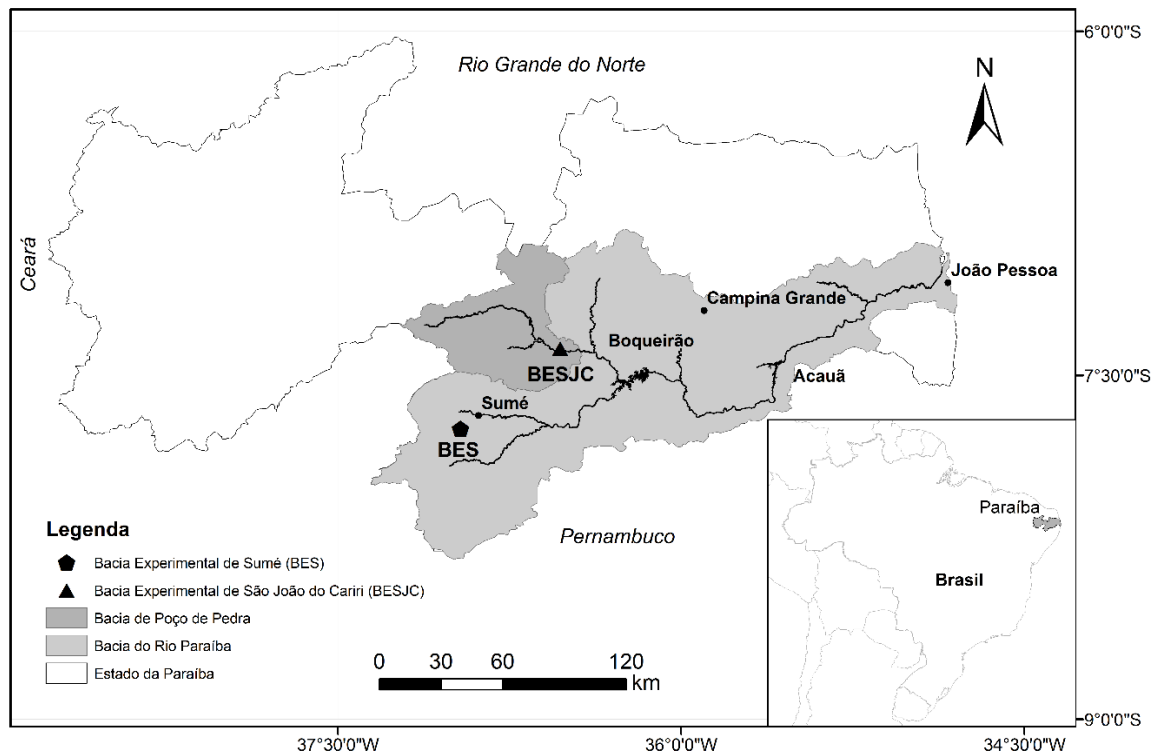 6°0'0"S
Rio Grande do Norte
N
Ceará
João Pessoa
Campina Grande
Boqueirão
BESJC
Acauã
7°30'0"S
Sumé
BES
Pernambuco
Paraíba
Brasil
Legenda
Bacia Experimental de Sumé (BES)
Bacia Experimental de São João do Cariri (BESJC)
Bacia de Poço de Pedra
Bacia do Rio Paraíba
Estado da Paraíba
0 30 60 120
km
9°0'0"S
37°30'0"W 36°0'0"W 34°30'0"W